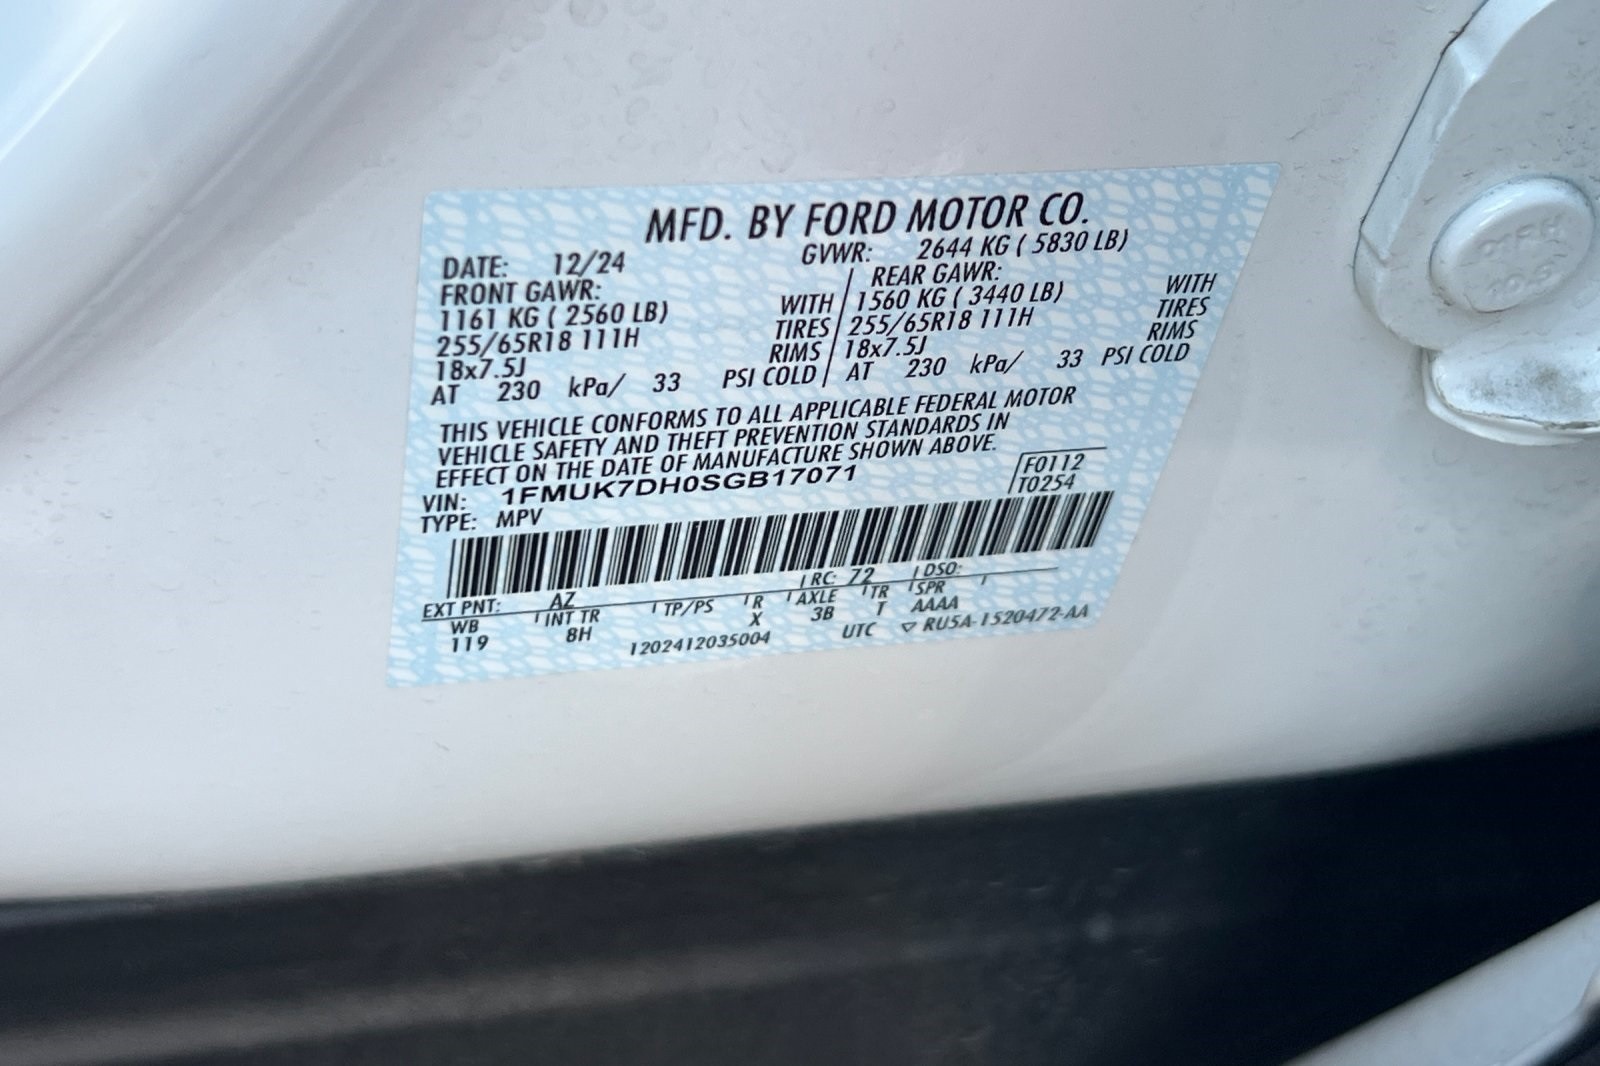 MFD. BY FORD MOTOR CO.
DATE: 12/24 GVWR: 2644 KG ( 5830 LB)
FRONT GAWR: REAR GAWR:
1161 KG ( 2560 LB) WITH 1560 KG ( 3440 LB) WITH
255/65R18 111H TIRES 255/65R18 111H TIRES
18x7.5J RIMS 18x7.5J RIMS
AT 230 kPa/ 33 PSI COLD AT 230 kPa/ 33 PSI COLD
THIS VEHICLE CONFORMS TO ALL APPLICABLE FEDERAL MOTOR
VEHICLE SAFETY AND THEFT PREVENTION STANDARDS IN
EFFECT ON THE DATE OF MANUFACTURE SHOWN ABOVE.
VIN: 1FMUK7DH0SGB17071 F0112
TYPE: MPV T0254
EXT PNT: AZ RC: 72 DSO:
WB INT TR TP/PS R AXLE TR SPR
119 8H X 3B T AAAA
1202412035004 UTC ▽ RU5A-1520472-AA